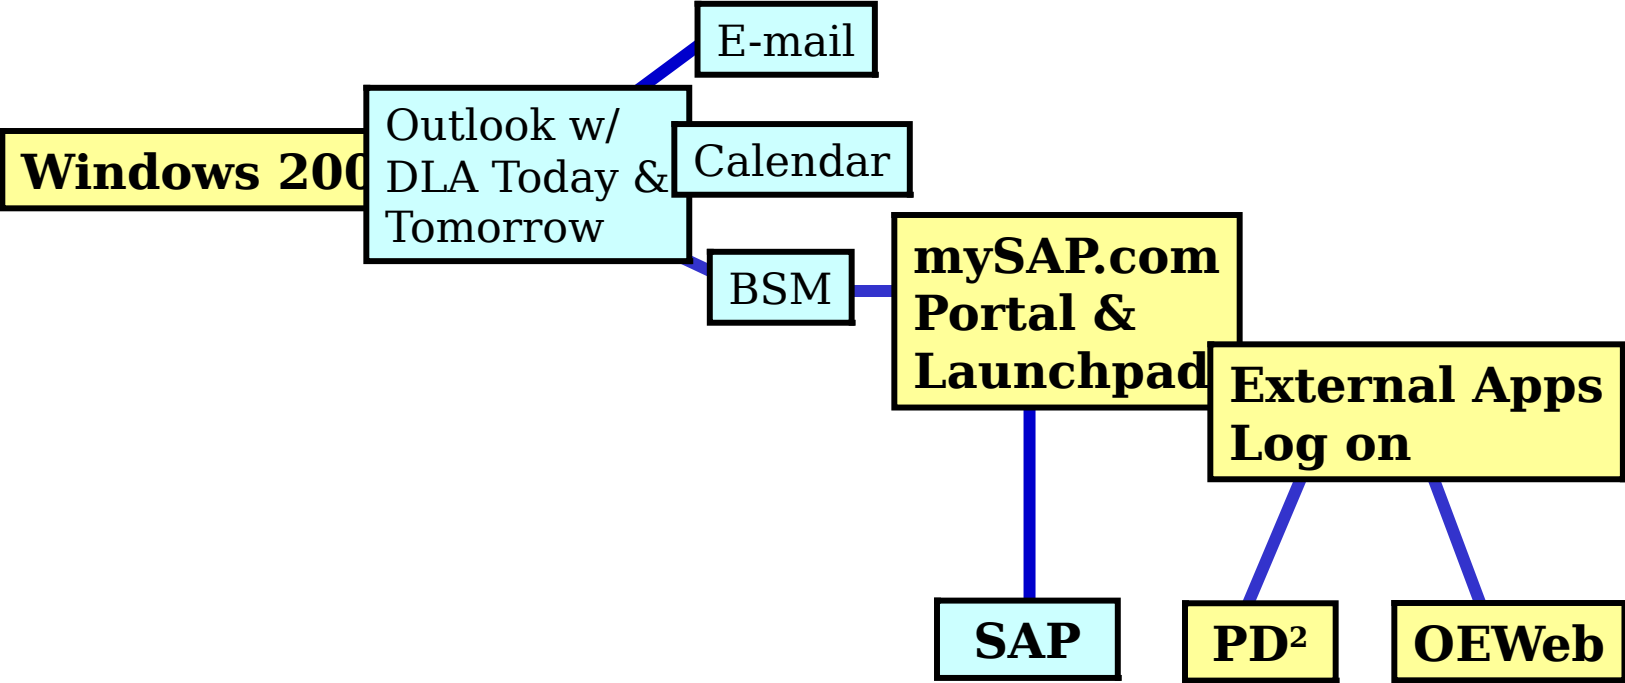 E-mail
Outlook w/
DLA Today &
Tomorrow
Windows 200
Calendar
BSM
mySAP.com
Portal &
Launchpad
External Apps
Log on
SAP
PD²
OEWeb